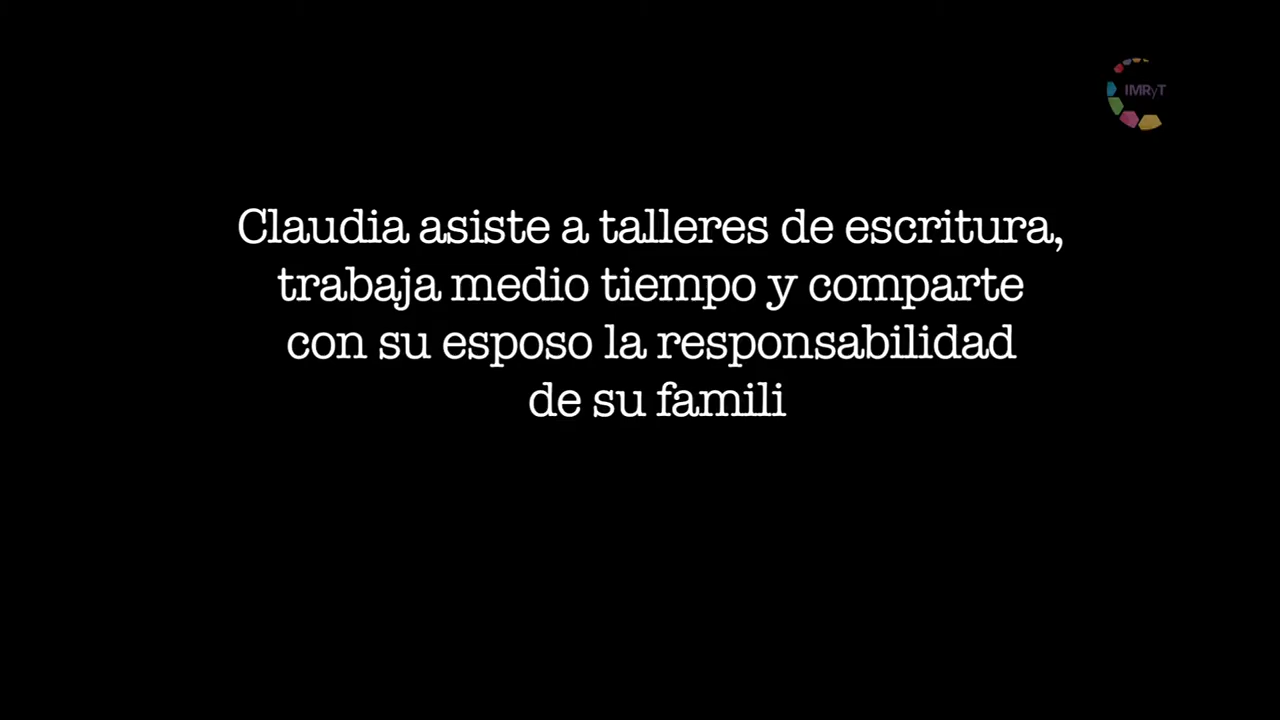 IMRyT
Claudia asiste a talleres de escritura,
trabaja medio tiempo y comparte
con su esposo la responsabilidad
de su famili